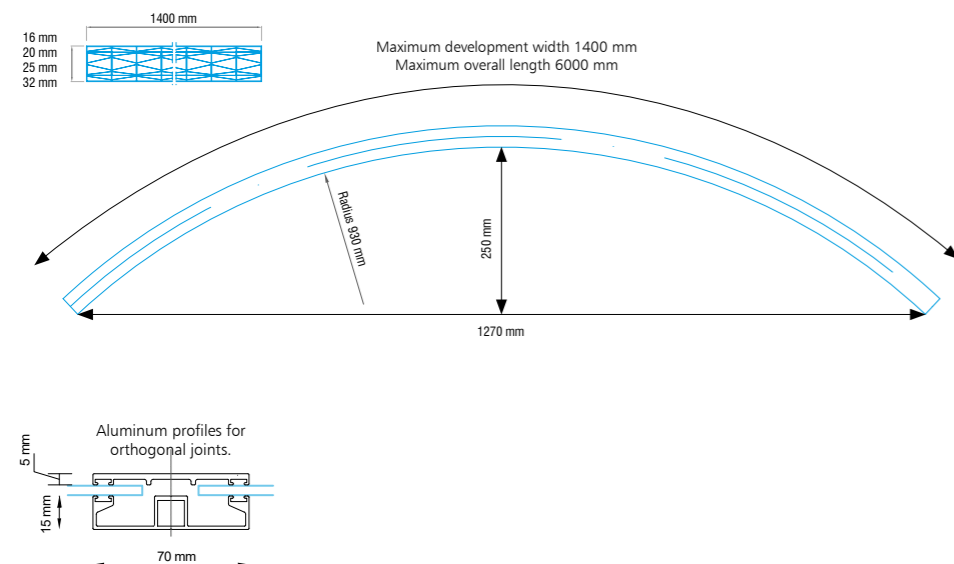 1400 mm
16 mm
20 mm
25 mm
32 mm
Maximum development width 1400 mm
Maximum overall length 6000 mm
Radius 930 mm
250 mm
1270 mm
Aluminum profiles for
orthogonal joints.
5 mm
15 mm
70 mm